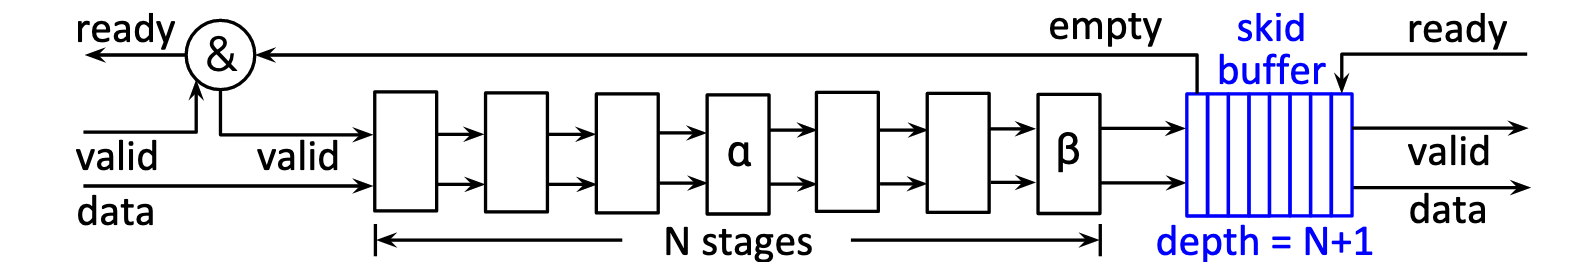 ready
&
empty
skid
buffer
ready
valid
valid
α
β
valid
data
data
N stages
depth = N+1